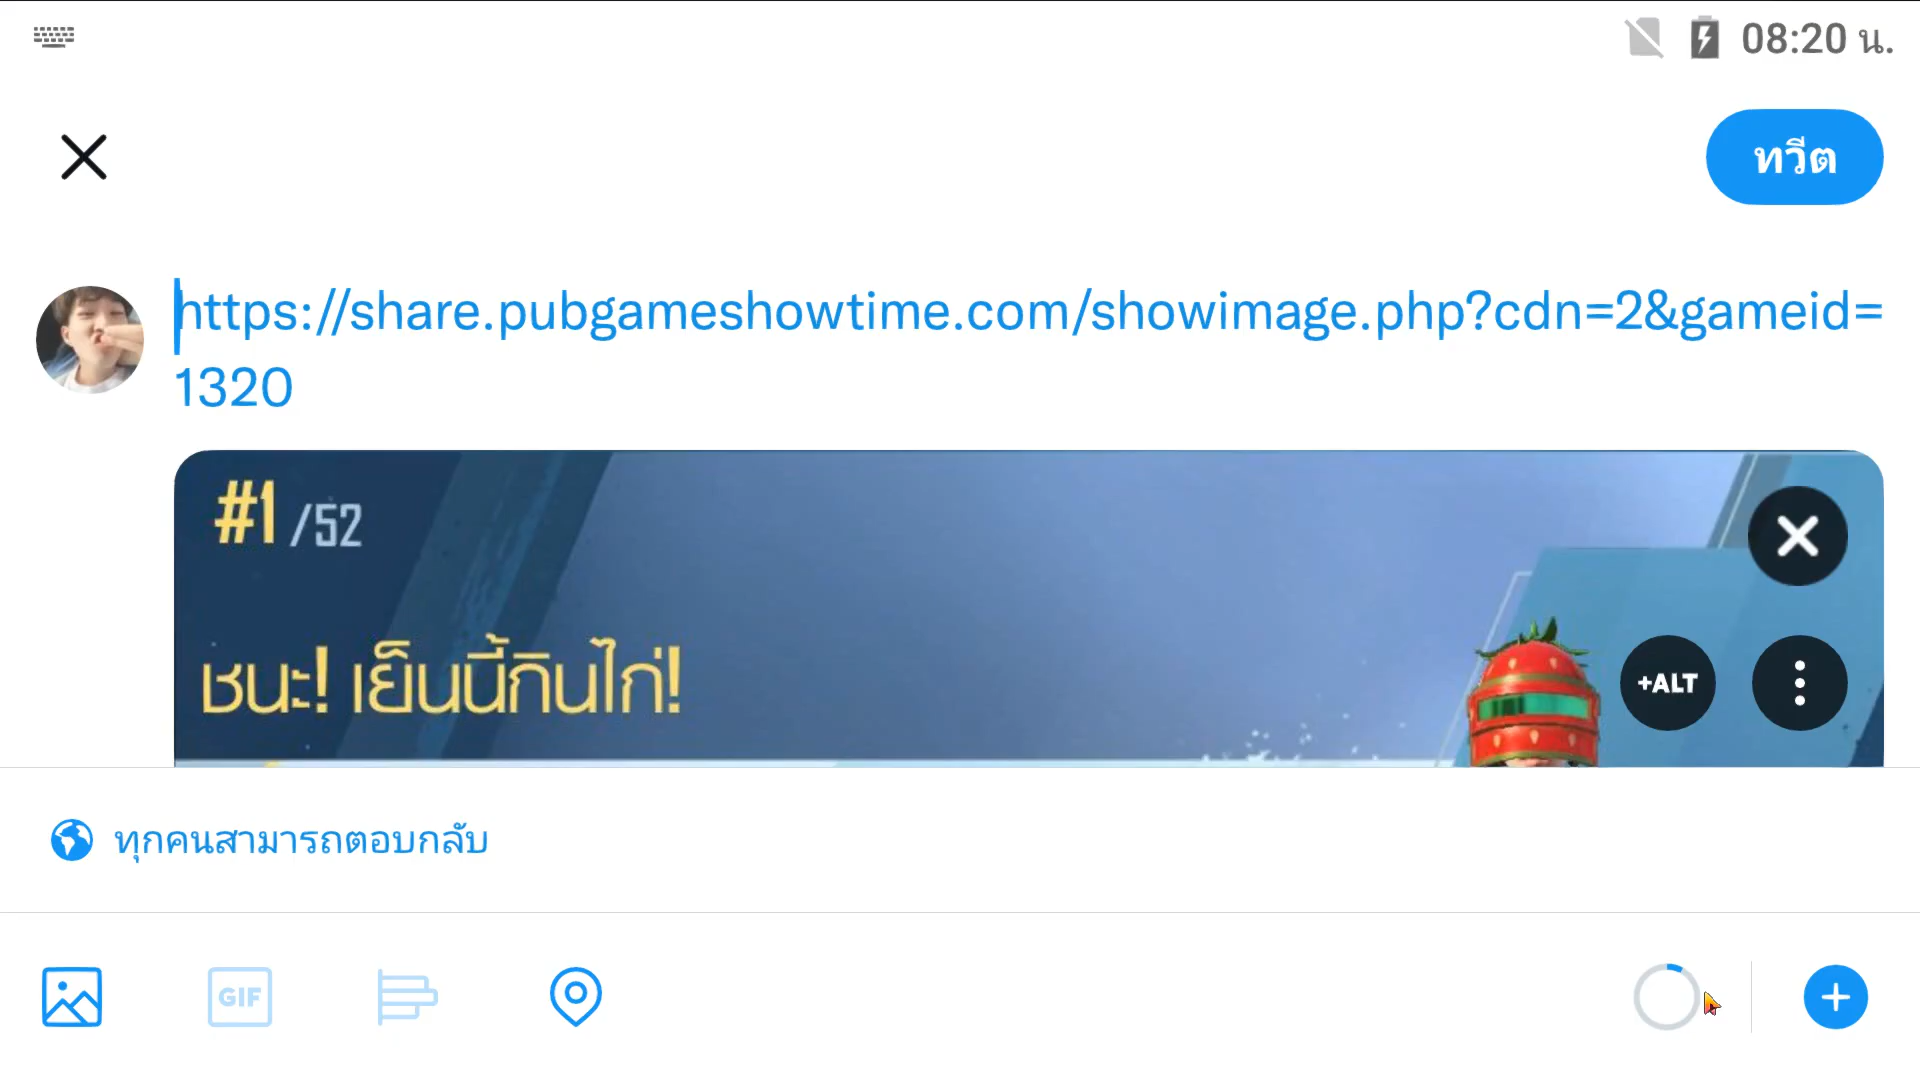 08:20 น.
ทวีต
https://share.pubgameshowtime.com/showimage.php?cdn=2&gameid=
1320
#1 /52
ชนะ! เย็นนี้กินไก่!
+ALT
ทุกคนสามารถตอบกลับ
GIF